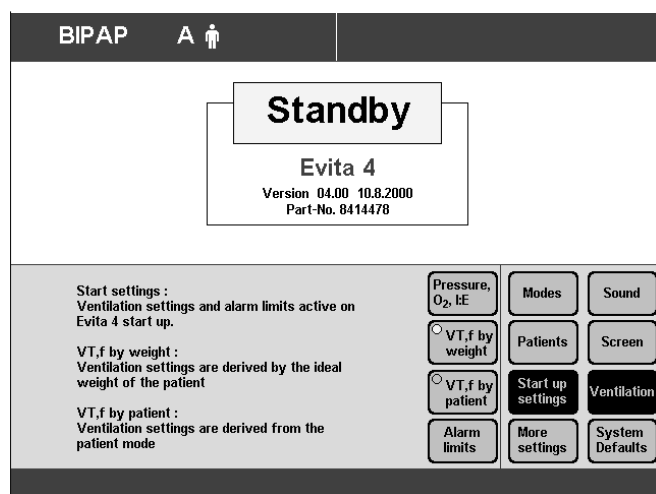 BIPAP A
Standby
Evita 4
Version 04.00 10.8.2000
Part-No. 8414478
Start settings :
Ventilation settings and alarm limits active on
Evita 4 start up.
VT,f by weight :
Ventilation settings are derived by the ideal
weight of the patient
VT,f by patient :
Ventilation settings are derived from the
patient mode
Pressure,
O2, I:E
VT,f by
weight
VT,f by
patient
Alarm
limits
Modes
Patients
Start up
settings
More
settings
Sound
Screen
Ventilation
System
Defaults